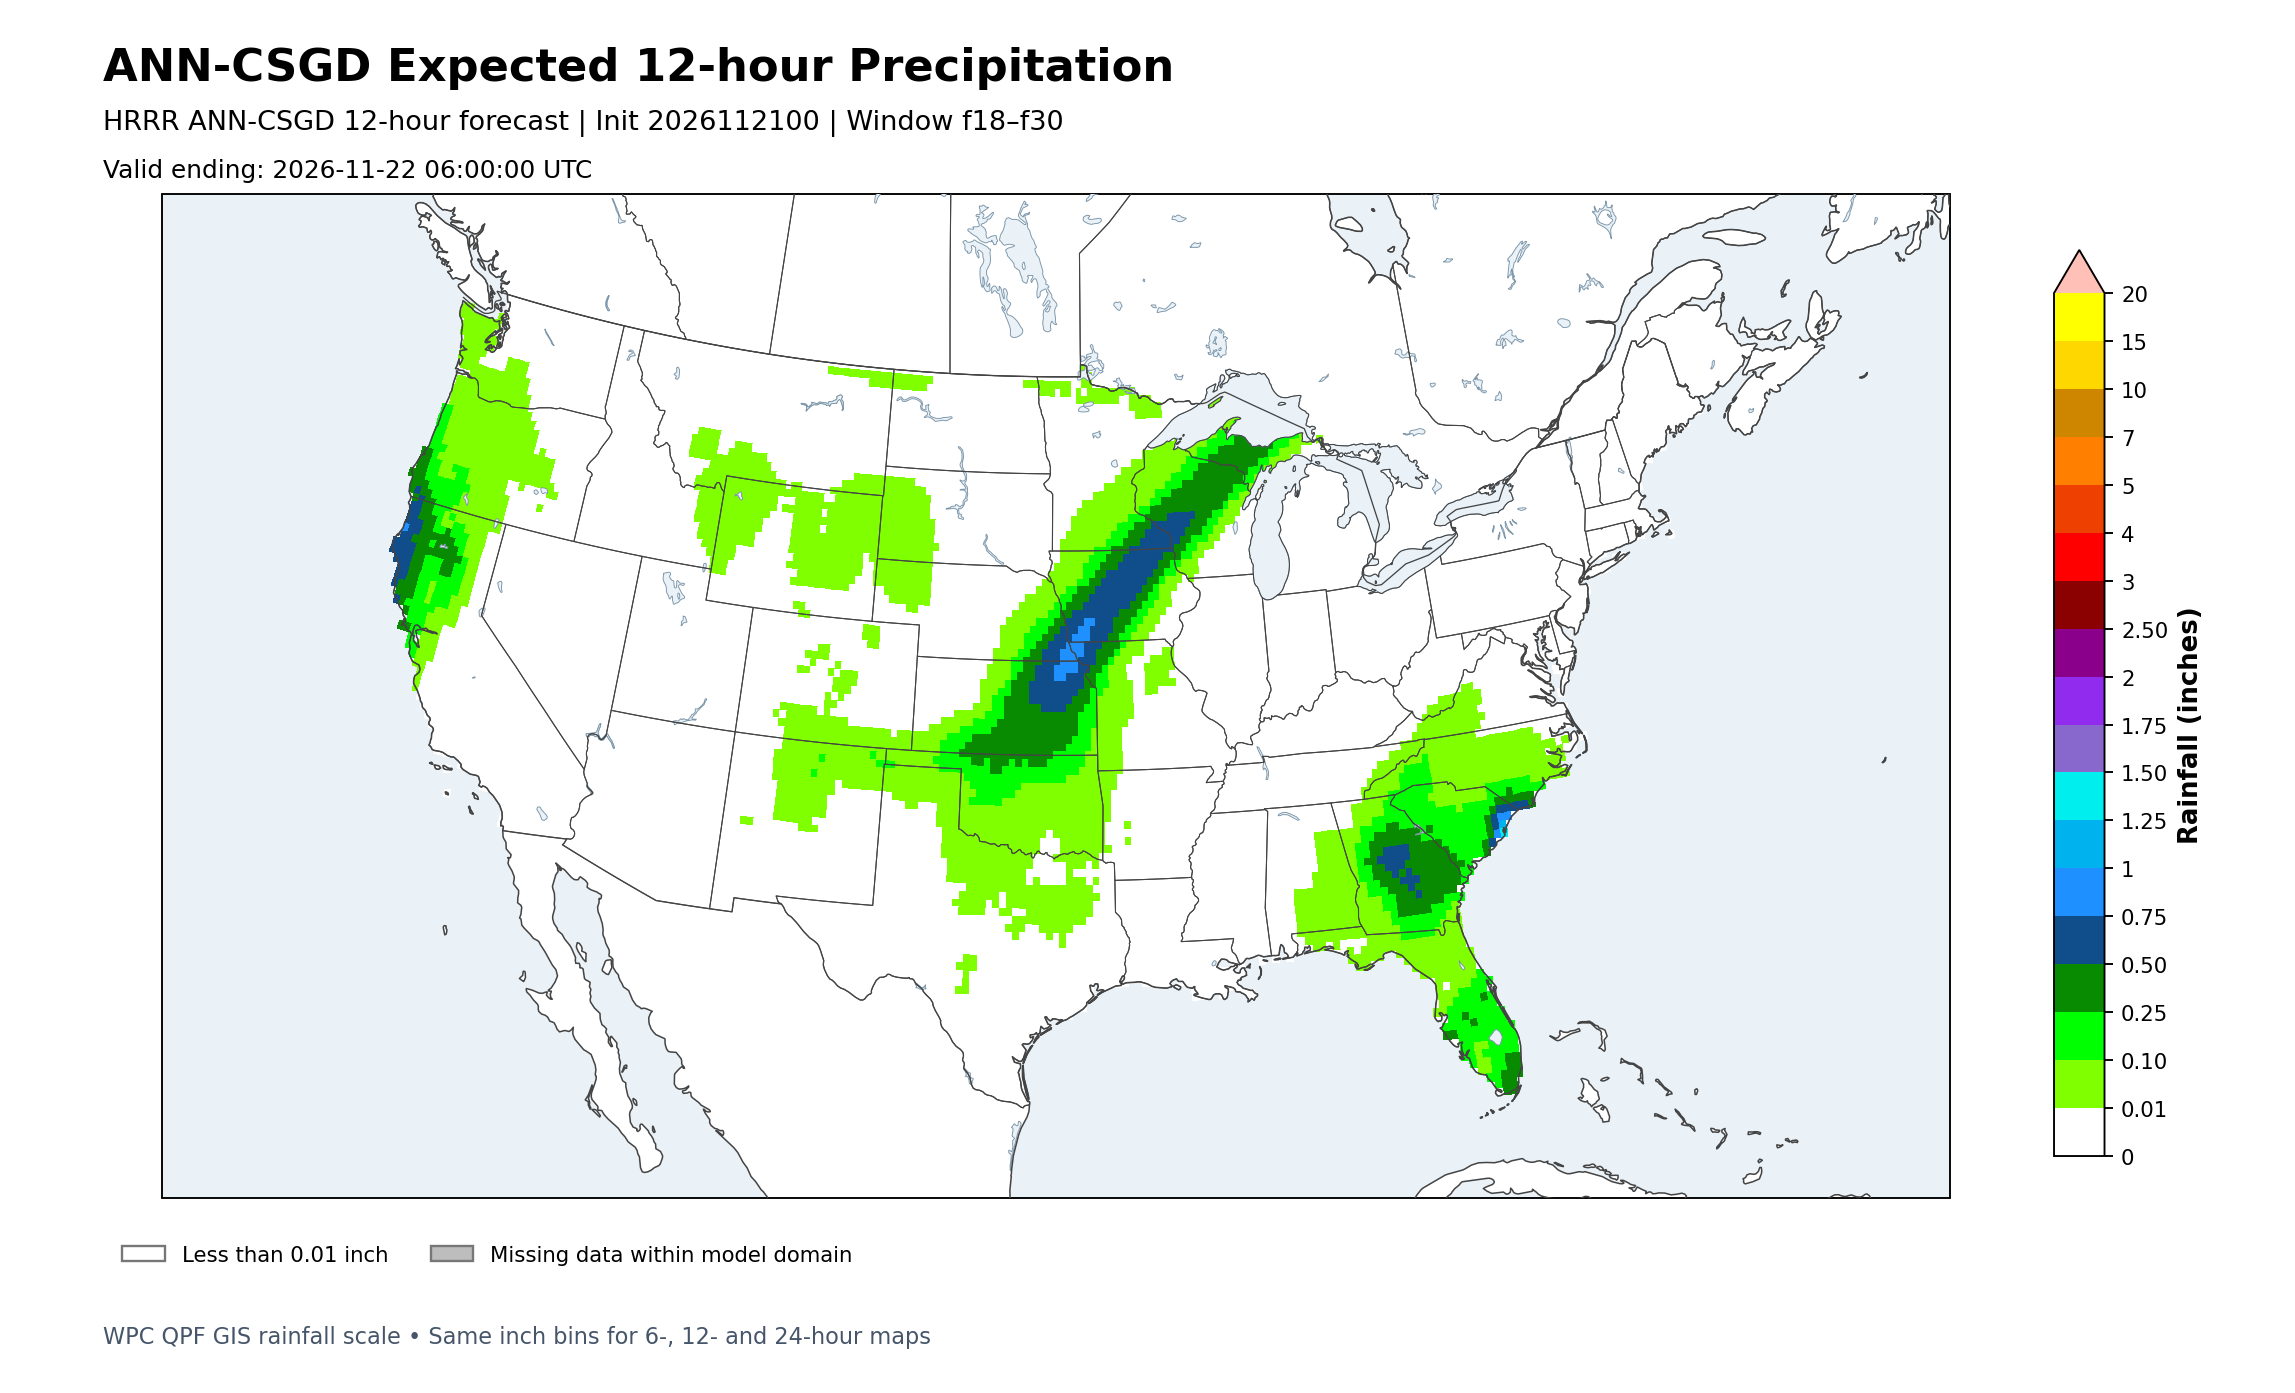 ANN-CSGD Expected 12-hour Precipitation
HRRR ANN-CSGD 12-hour forecast | Init 2026112100 | Window f18–f30
Valid ending: 2026-11-22 06:00:00 UTC
20
15
10
7
5
4
3
2.50
2
1.75
1.50
1.25
1
0.75
0.50
0.25
0.10
0.01
0
Rainfall (inches)
Less than 0.01 inch
Missing data within model domain
WPC QPF GIS rainfall scale • Same inch bins for 6-, 12- and 24-hour maps